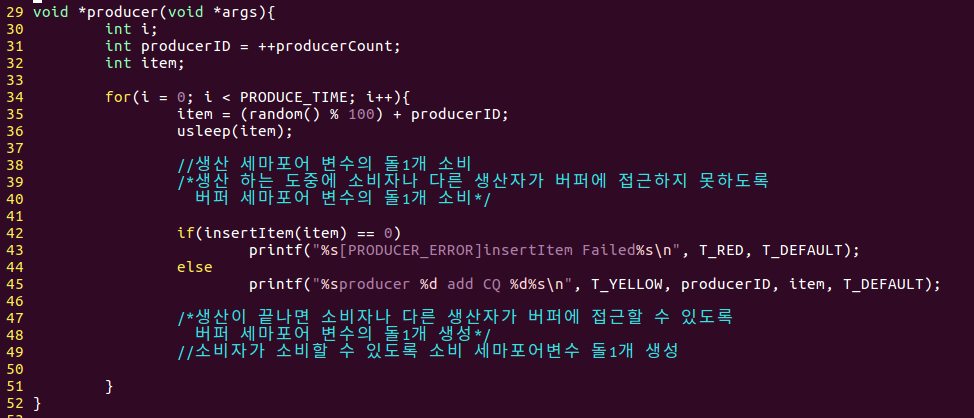 29 void *producer(void *args){
30         int i;
31         int producerID = ++producerCount;
32         int item;
33
34         for(i = 0; i < PRODUCE_TIME; i++){
35                 item = (random() % 100) + producerID;
36                 usleep(item);
37
38                 //생산 세마포어 변수의 돌1개 소비
39                 /*생산 하는 도중에 소비자나 다른 생산자가 버퍼에 접근하지 못하도록
40                   버퍼 세마포어 변수의 돌1개 소비*/
41
42                 if(insertItem(item) == 0)
43                         printf("%s[PRODUCER_ERROR]insertItem Failed%s\n", T_RED, T_DEFAULT);
44                 else
45                         printf("%sproducer %d add CQ %d%s\n", T_YELLOW, producerID, item, T_DEFAULT);
46
47                 /*생산이 끝나면 소비자나 다른 생산자가 버퍼에 접근할 수 있도록
48                   버퍼 세마포어 변수의 돌1개 생성*/
49                 //소비자가 소비할 수 있도록 소비 세마포어변수 돌1개 생성
50
51         }
52 }